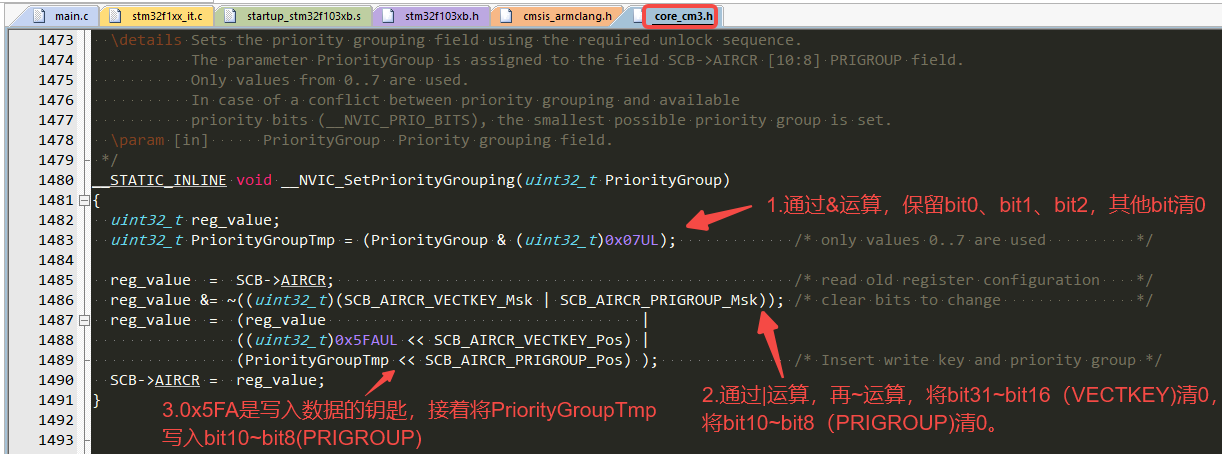 main.c stm32f1xx_it.c startup_stm32f103xb.s stm32f103xb.h cmsis_armclang.h core_cm3.h
1473 \details Sets the priority grouping field using the required unlock sequence.
1474 The parameter PriorityGroup is assigned to the field SCB->AIRCR [10:8] PRIGROUP field.
1475 Only values from 0..7 are used.
1476 In case of a conflict between priority grouping and available
1477 priority bits (__NVIC_PRIO_BITS), the smallest possible priority group is set.
1478 \param [in] PriorityGroup Priority grouping field.
1479 */
1480 __STATIC_INLINE void __NVIC_SetPriorityGrouping(uint32_t PriorityGroup)
1481 {
1.通过&运算，保留bit0、bit1、bit2，其他bit清0
1482 uint32_t reg_value;
1483 uint32_t PriorityGroupTmp = (PriorityGroup & (uint32_t)0x07UL); /* only values 0..7 are used */
1484
1485 reg_value = SCB->AIRCR; /* read old register configuration */
1486 reg_value &= ~((uint32_t)(SCB_AIRCR_VECTKEY_Msk | SCB_AIRCR_PRIGROUP_Msk)); /* clear bits to change */
1487 reg_value = (reg_value |
1488 ((uint32_t)0x5FAUL << SCB_AIRCR_VECTKEY_Pos) |
1489 (PriorityGroupTmp << SCB_AIRCR_PRIGROUP_Pos) ); /* Insert write key and priority group */
1490 SCB->AIRCR = reg_value;
1491 }
1492
1493
2.通过|运算，再~运算，将bit31~bit16（VECTKEY)清0，
将bit10~bit8（PRIGROUP)清0。
3.0x5FA是写入数据的钥匙，接着将PriorityGroupTmp
写入bit10~bit8(PRIGROUP)